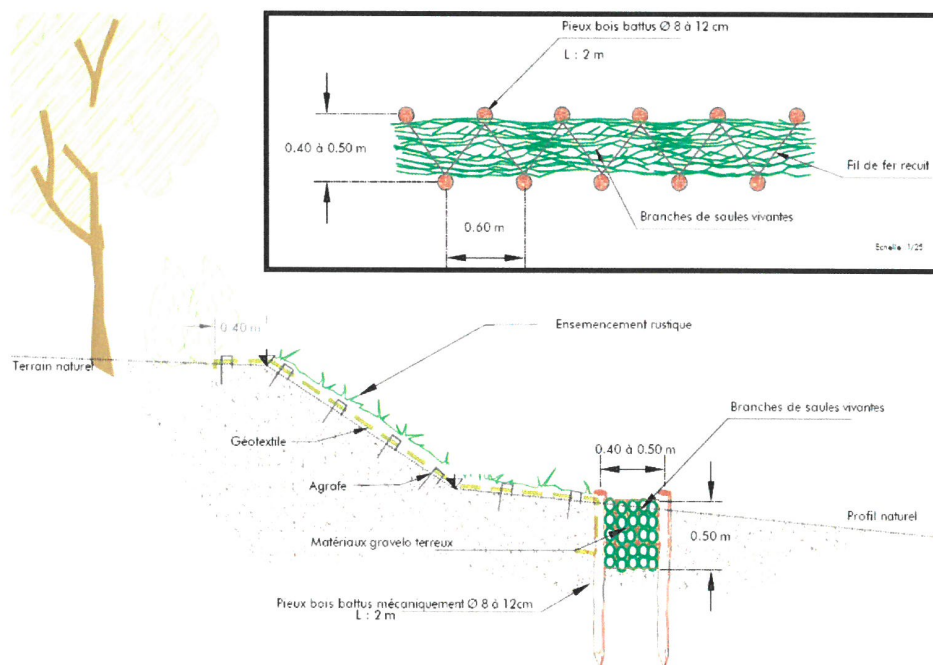 Pieux bois battus Ø 8 à 12 cm
L : 2 m
0.40 à 0.50 m
Fil de fer recuit
Branches de saules vivantes
0.60 m
Echelle 1/25
0.40 m
Ensemencement rustique
Terrain naturel
Branches de saules vivantes
0.40 à 0.50 m
Géotextile
Agrafe
Profil naturel
0.50 m
Matériaux gravelo terreux
Pieux bois battus mécaniquement Ø 8 à 12cm
L : 2 m